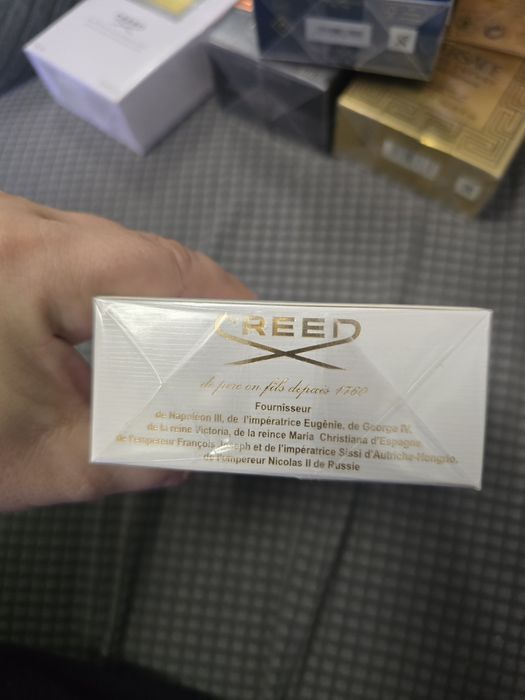 CREED
CREED
de père en fils depuis 1760
Fournisseur
de Napoléon III, de l'impératrice Eugênie, de George IV,
de la reine Victoria, de la reince Maria Christiana d'Espagne,
de l'empereur François Joseph et de l'impératrice Sissi d'Autriche-Hongrie,
de l'empereur Nicolas II de Russie